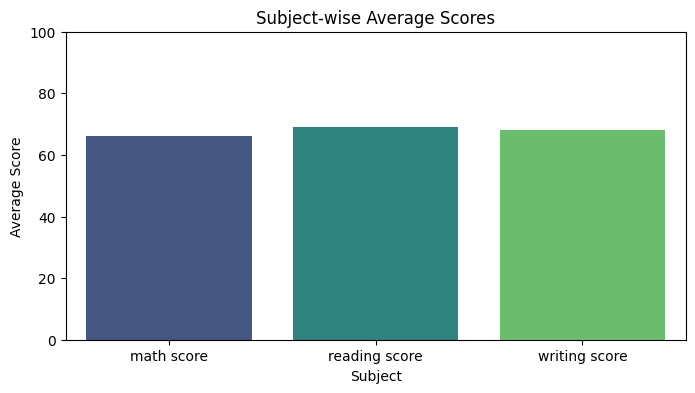 Subject-wise Average Scores
100
80
60
40
20
0
Average Score
math score
reading score
writing score
Subject